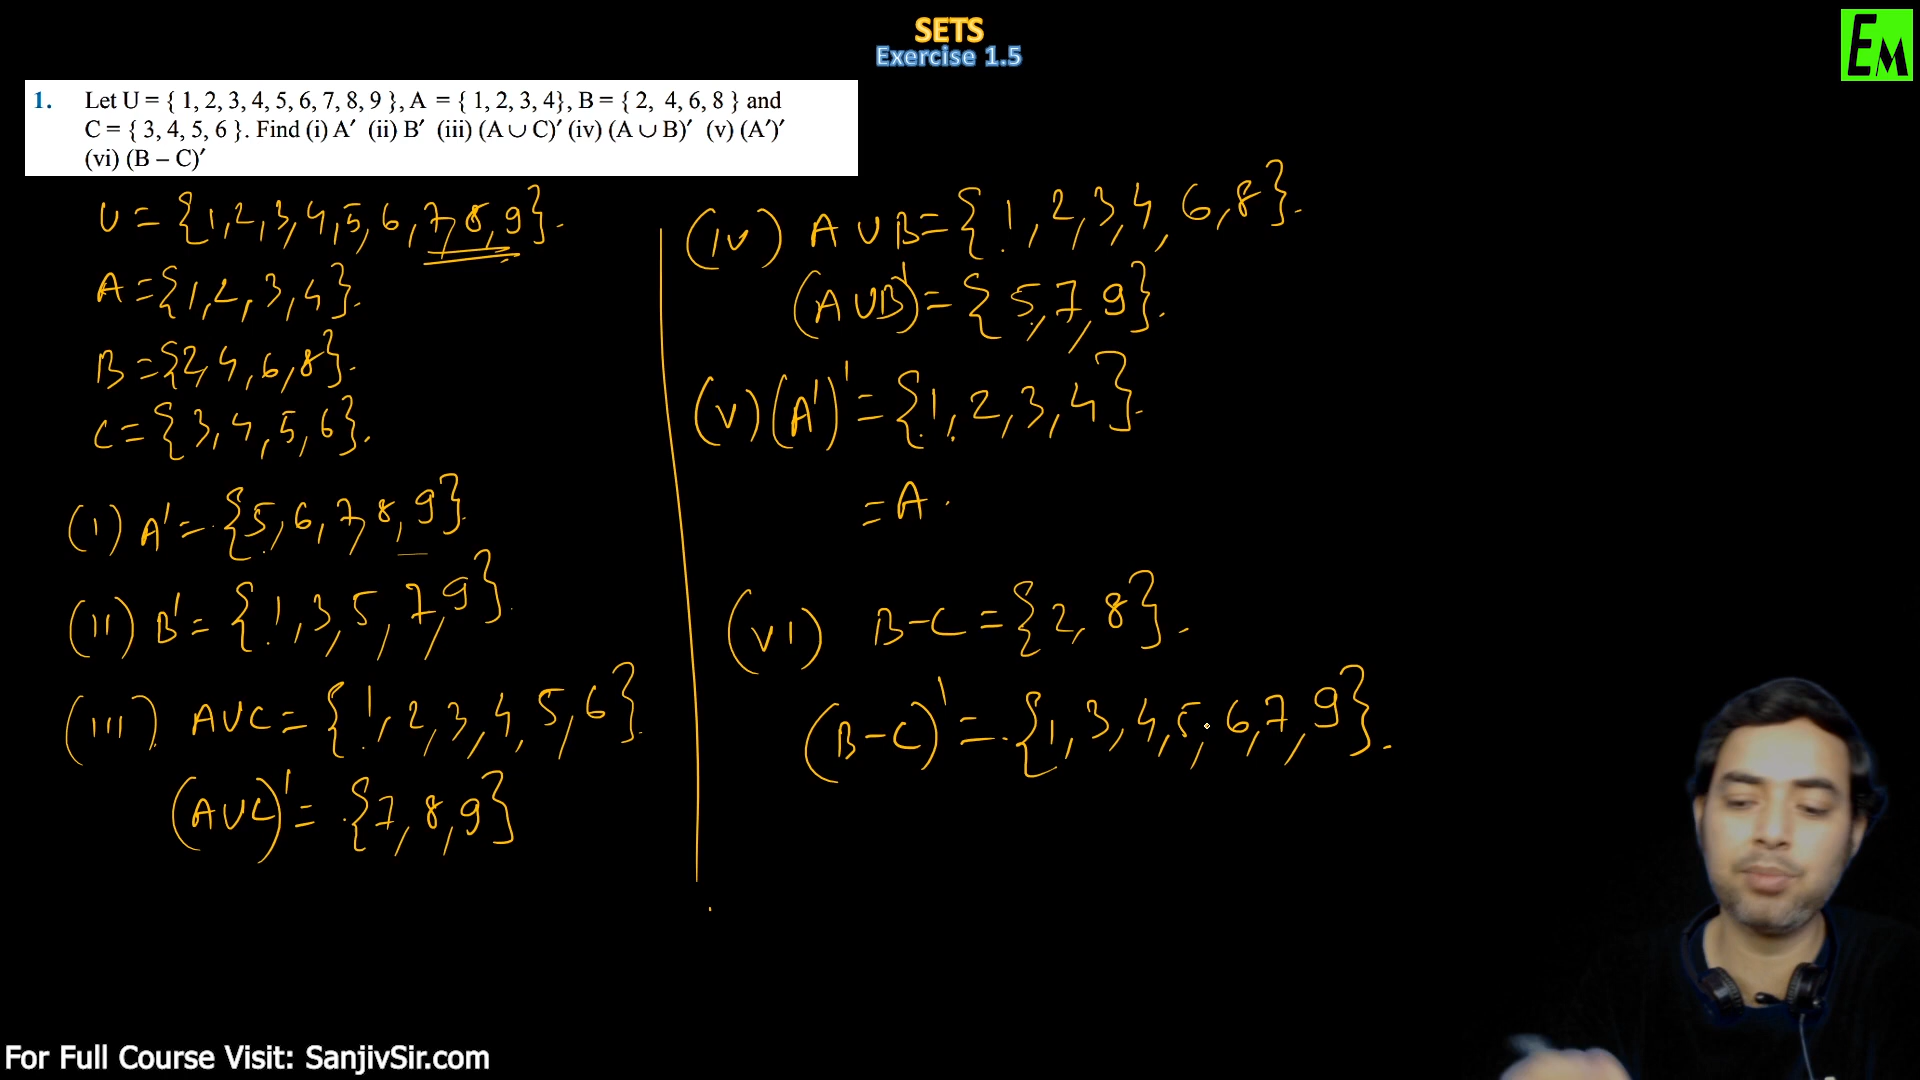 SETS
Exercise 1.5
EM
1. Let U = { 1, 2, 3, 4, 5, 6, 7, 8, 9 }, A = { 1, 2, 3, 4}, B = { 2, 4, 6, 8 } and
C = { 3, 4, 5, 6 }. Find (i) A′ (ii) B′ (iii) (A ∪ C)′ (iv) (A ∪ B)′ (v) (A′)′
(vi) (B – C)′
U = {1,2,3,4,5,6,7,8,9}.
A = {1,2,3,4}.
B = {2,4,6,8}.
C = {3,4,5,6}.
(i) A' = {5,6,7,8,9}
(ii) B' = {1,3,5,7,9}
(iii) A∪C = {1,2,3,4,5,6}
(A∪C)' = {7,8,9}
(iv) A ∪ B = {1,2,3,4,6,8}.
(A ∪ B)' = {5,7,9}.
(v) (A')' = {1,2,3,4}.
= A.
(vi) B-C = {2,8}.
(B-C)' = {1,3,4,5,6,7,9}.
For Full Course Visit: SanjivSir.com